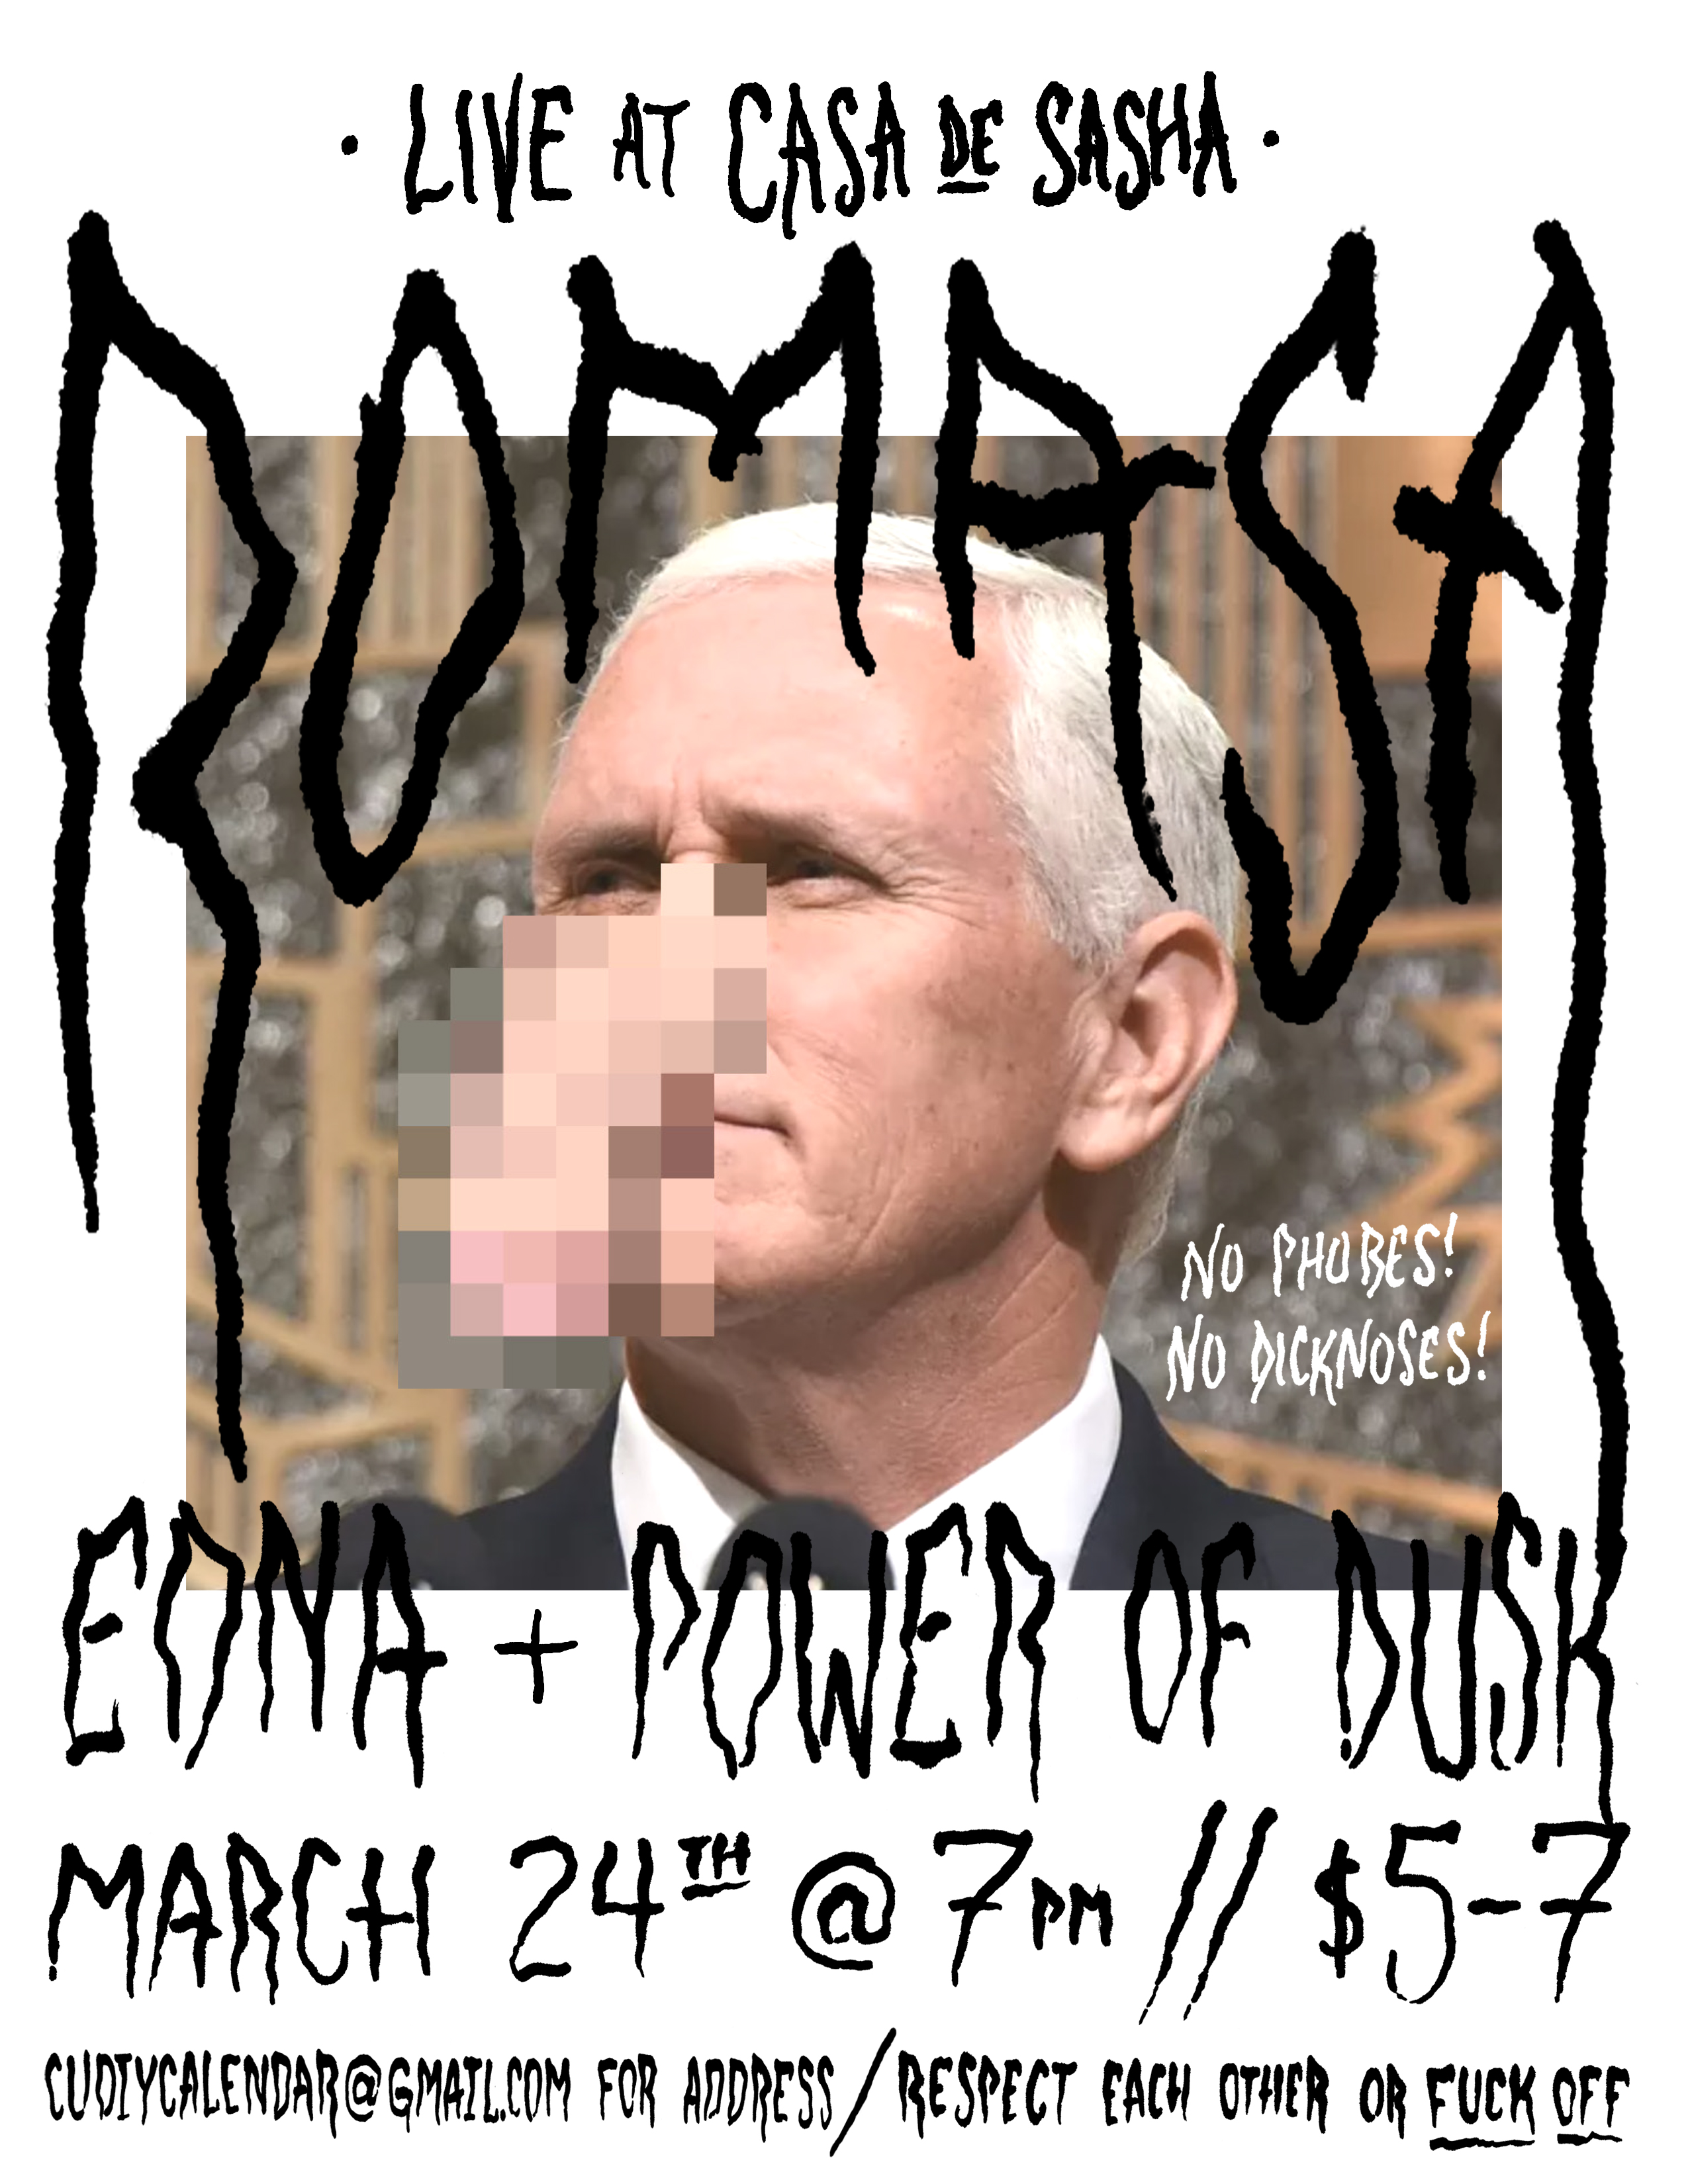 · LIVE AT CASA DE SASHA ·
ROMASA
NO PHOBES!
NO DICKNOSES!
EDNA + POWER OF DUSK
MARCH 24TH @ 7PM // $5-7
CUDIYCALENDAR@GMAIL.COM FOR ADDRESS / RESPECT EACH OTHER OR FUCK OFF